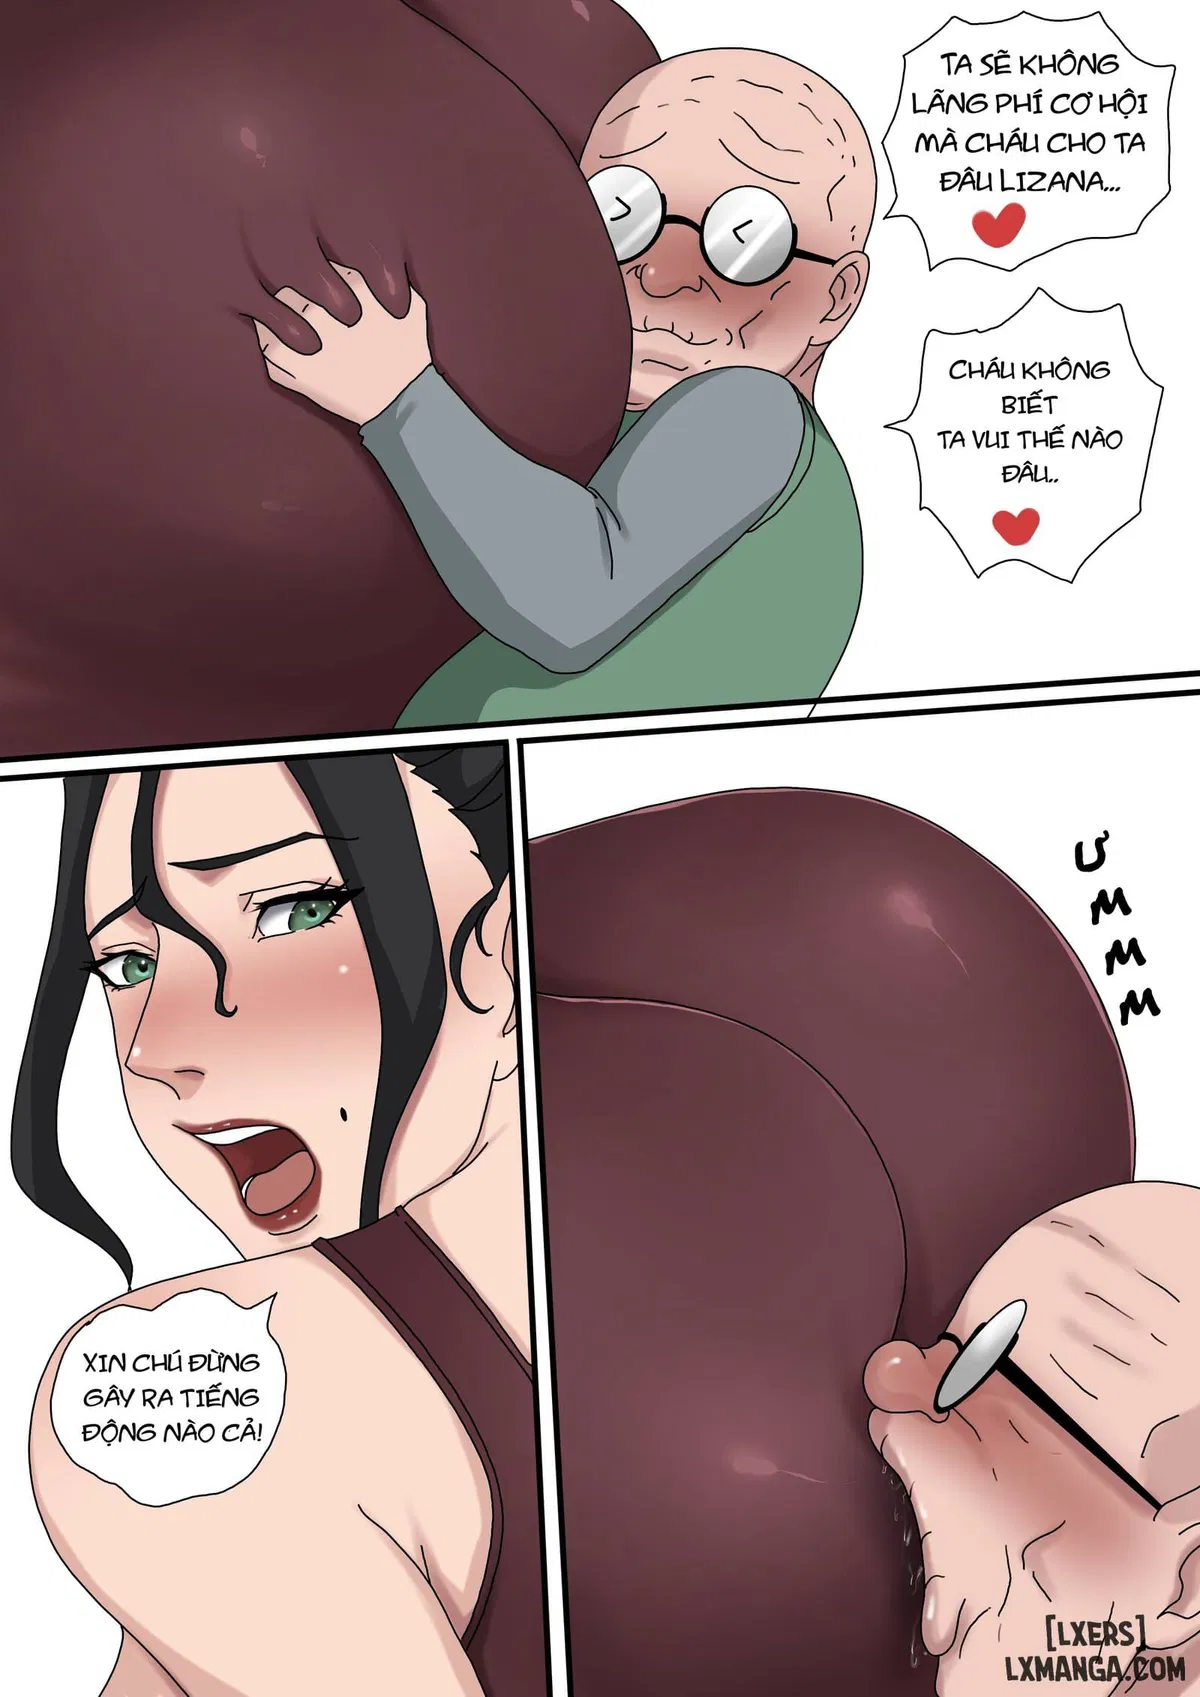 TA SẼ KHÔNG
LÃNG PHÍ CƠ HỘI
MÀ CHÁU CHO TA
ĐÂU LIZANA...
CHÁU KHÔNG
BIẾT
TA VUI THẾ NÀO
ĐÂU..
Ư
M
M
M
XIN CHÚ ĐỪNG
GÂY RA TIẾNG
ĐỘNG NÀO CẢ!
[LXERS]
LXMANGA.COM